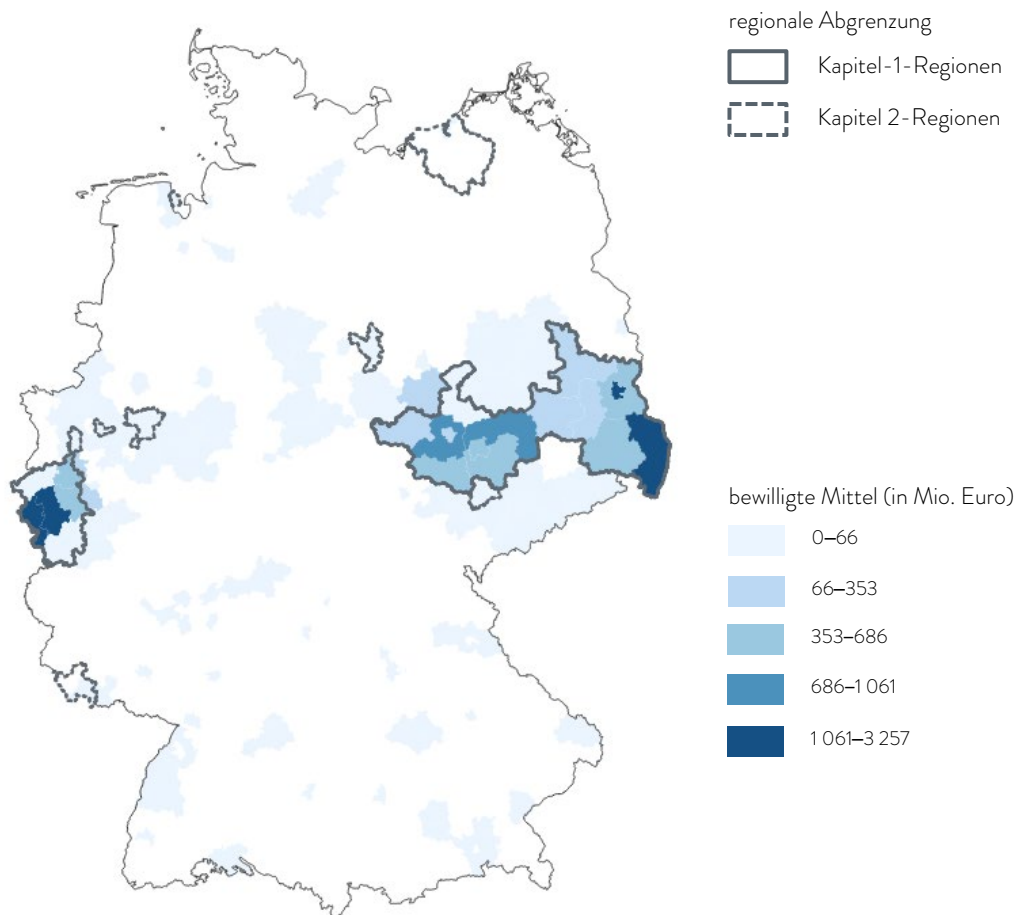 regionale Abgrenzung
Kapitel-1-Regionen
Kapitel 2-Regionen
bewilligte Mittel (in Mio. Euro)
0–66
66–353
353–686
686–1 061
1 061–3 257